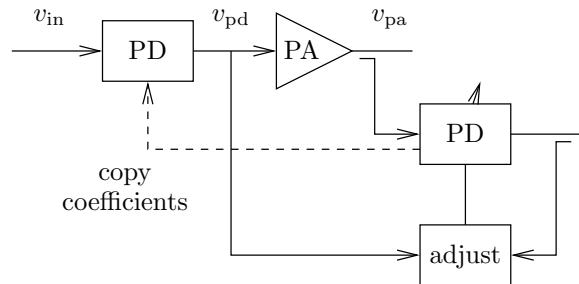 v_in
v_pd
v_pa
PD
PA
PD
copy
coefficients
adjust